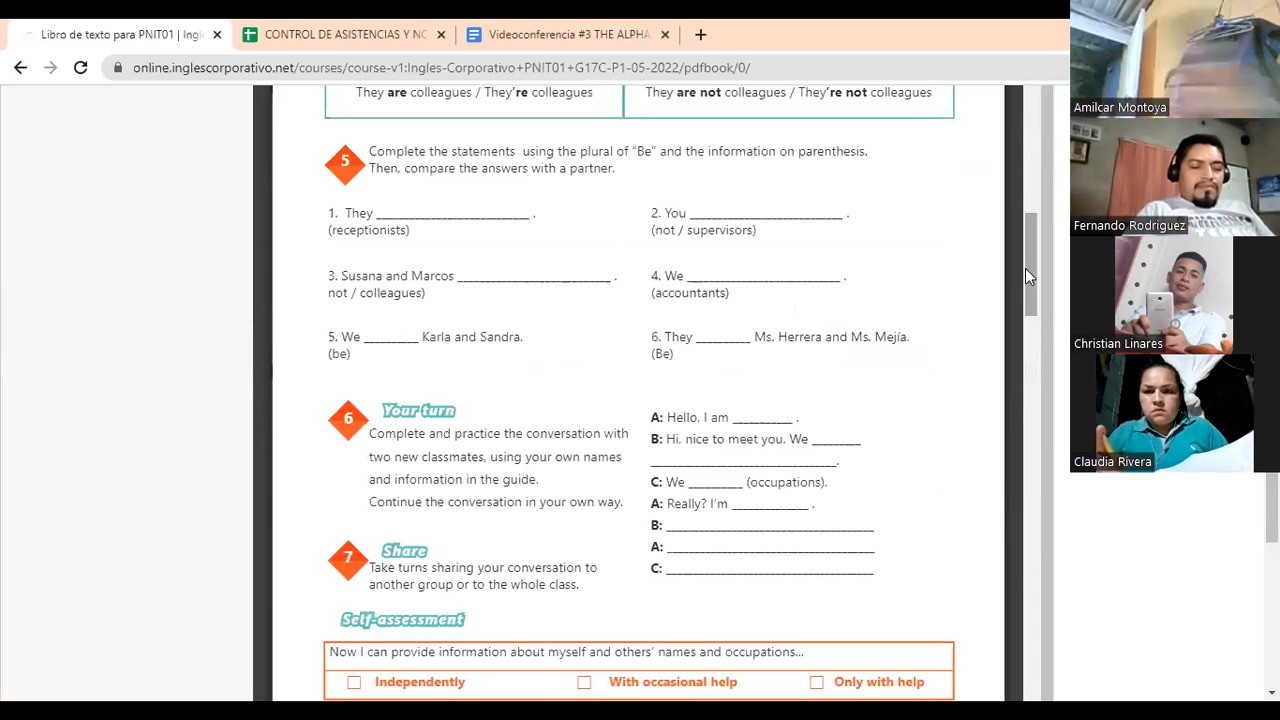 Libro de texto para PNIT01 | Ingl
CONTROL DE ASISTENCIAS Y NO
Videoconferencia #3 THE ALPHA
online.inglescorporativo.net/courses/course-v1:Ingles-Corporativo+PNIT01+G17C-P1-05-2022/pdfbook/0/
They are colleagues / They're colleagues
They are not colleagues / They're not colleagues
5
Complete the statements using the plural of "Be" and the information on parenthesis.
Then, compare the answers with a partner.
1. They ______________________ .
(receptionists)
2. You ______________________ .
(not / supervisors)
3. Susana and Marcos ______________________ .
not / colleagues)
4. We ______________________ .
(accountants)
5. We ________ Karla and Sandra.
(be)
6. They ________ Ms. Herrera and Ms. Mejía.
(Be)
6
Your turn
Complete and practice the conversation with
two new classmates, using your own names
and information in the guide.
Continue the conversation in your own way.
A: Hello, I am ___________ .
B: Hi, nice to meet you. We _________
__________________________________.
C: We __________ (occupations).
A: Really? I'm ______________ .
B: ______________________________________
A: ______________________________________
C: ______________________________________
7
Share
Take turns sharing your conversation to
another group or to the whole class.
Self-assessment
Now I can provide information about myself and others' names and occupations...
Independently
With occasional help
Only with help
Amilcar Montoya
Fernando Rodriguez
Christian Linares
Claudia Rivera